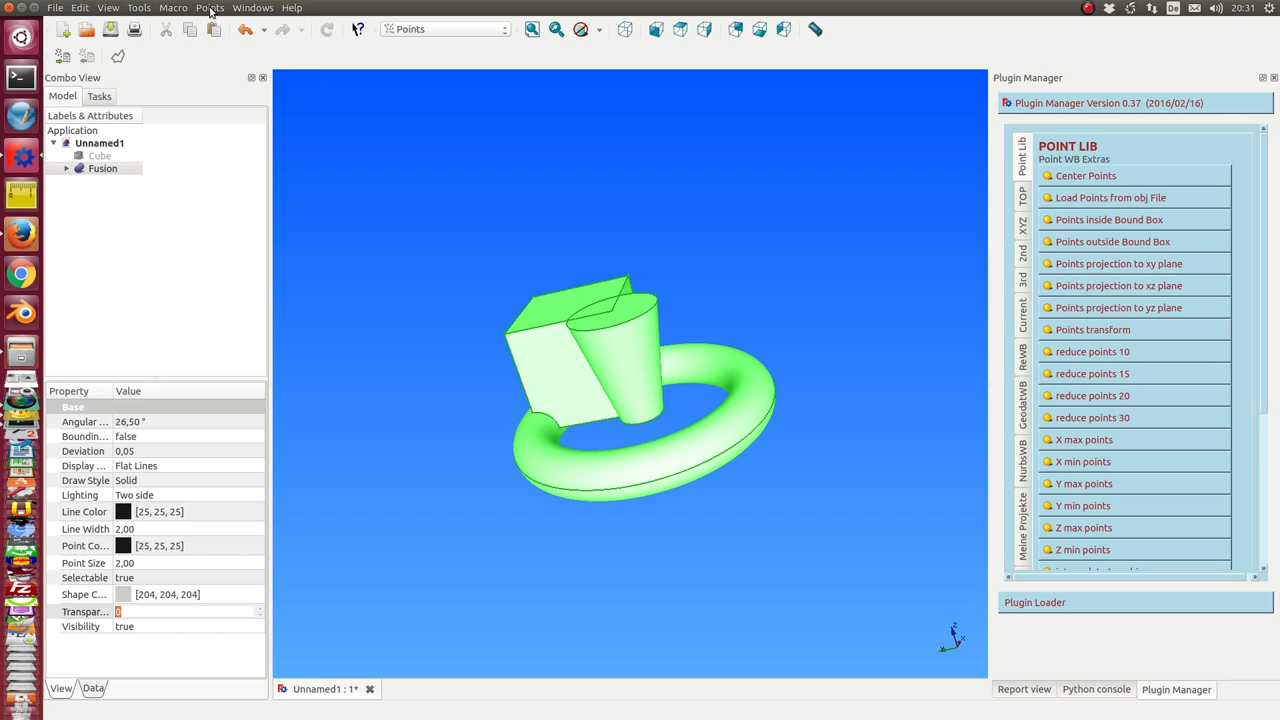 File Edit View Tools Macro Points Windows Help
De 20:31
Points
Combo View
Model Tasks
Labels & Attributes
Application
Unnamed1
Cube
Fusion
Property Value
Base
Angular ... 26,50 °
Boundin... false
Deviation 0,05
Display ... Flat Lines
Draw Style Solid
Lighting Two side
Line Color [25, 25, 25]
Line Width 2,00
Point Co... [25, 25, 25]
Point Size 2,00
Selectable true
Shape C... [204, 204, 204]
Transpar... 0
Visibility true
View Data
Unnamed1 : 1*
Z
X
Y
Plugin Manager
Plugin Manager Version 0.37 (2016/02/16)
Point Lib
TOP
XYZ
2nd
3rd
Current
ReWB
GeodatWB
NurbsWB
Meine Projekte
POINT LIB
Point WB Extras
Center Points
Load Points from obj File
Points inside Bound Box
Points outside Bound Box
Points projection to xy plane
Points projection to xz plane
Points projection to yz plane
Points transform
reduce points 10
reduce points 15
reduce points 20
reduce points 30
X max points
X min points
Y max points
Y min points
Z max points
Z min points
Plugin Loader
Report view Python console Plugin Manager